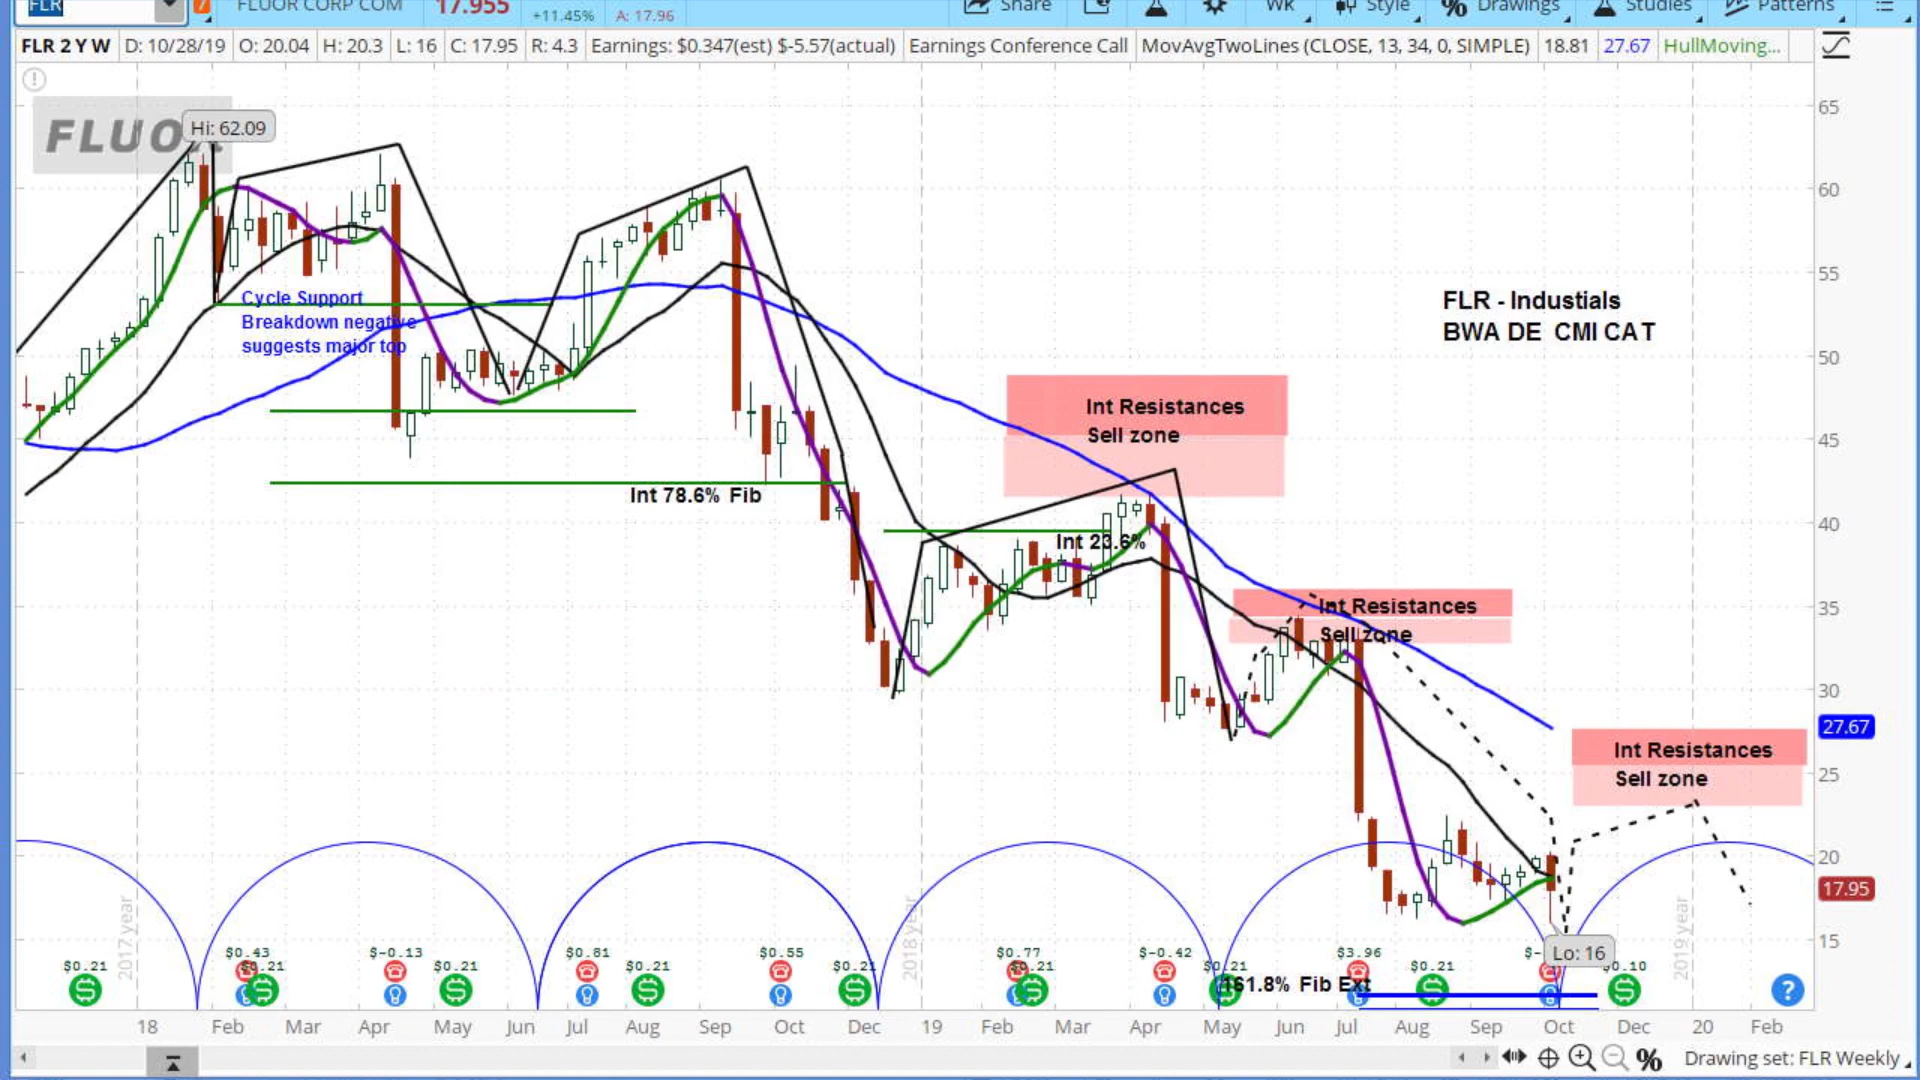 FLR
FLUOR CORP COM
17.955
+11.45%
A: 17.96
Share
Wk
Style
Drawings
Studies
Patterns
FLR 2 Y W D: 10/28/19 O: 20.04 H: 20.3 L: 16 C: 17.95 R: 4.3 Earnings: $0.347(est) $-5.57(actual) Earnings Conference Call MovAvgTwoLines (CLOSE, 13, 34, 0, SIMPLE) 18.81 27.67 HullMoving...
FLUOR
Hi: 62.09
Cycle Support
Breakdown negative
suggests major top
FLR - Industials
BWA DE CMI CAT
Int Resistances
Sell zone
Int 78.6% Fib
Int 23.6%
Int Resistances
Sell zone
Int Resistances
Sell zone
65
60
55
50
45
40
35
30
27.67
25
20
17.95
15
2017 year
2018 year
2019 year
Lo: 16
$0.21
$0.43
$0.21
$-0.13
$0.21
$0.81
$0.21
$0.55
$0.21
$0.77
$0.21
$-0.42
$0.21
$3.96
$0.21
$-
$0.10
161.8% Fib Ext
?
18 Feb Mar Apr May Jun Jul Aug Sep Oct Dec 19 Feb Mar Apr May Jun Jul Aug Sep Oct Dec 20 Feb
Drawing set: FLR Weekly